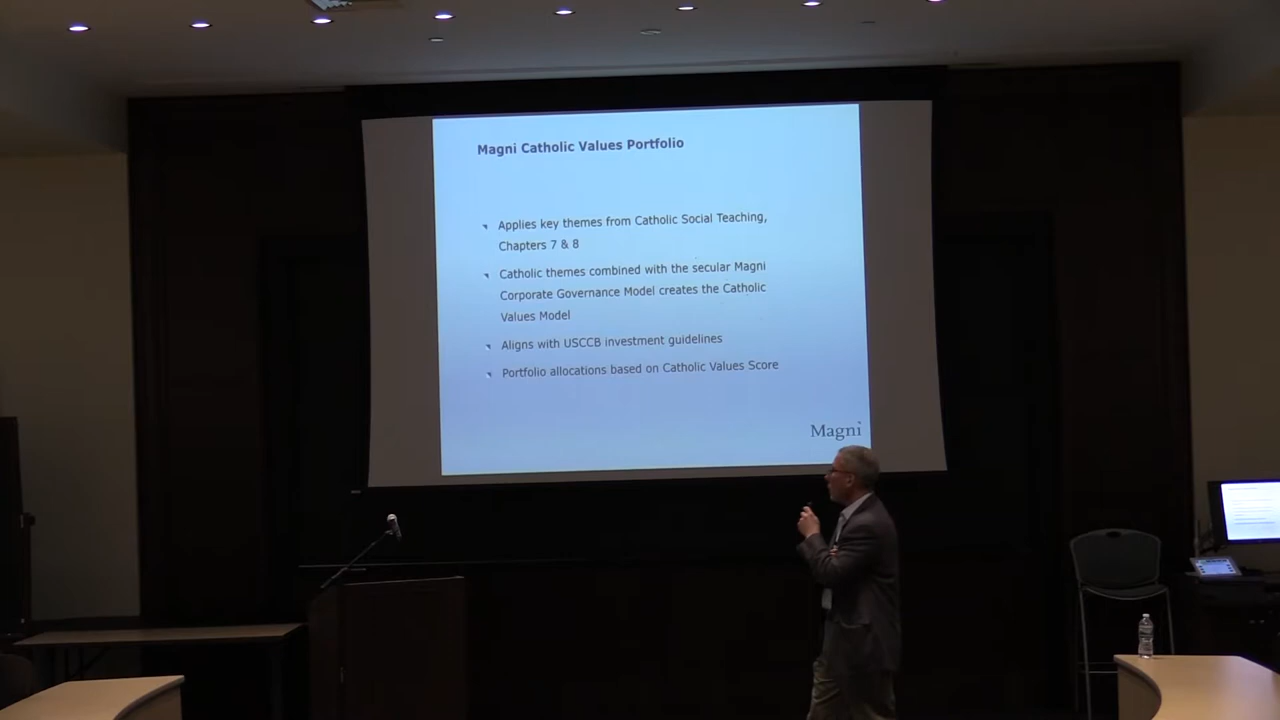 Magni Catholic Values Portfolio
Applies key themes from Catholic Social Teaching,
Chapters 7 & 8
Catholic themes combined with the secular Magni
Corporate Governance Model creates the Catholic
Values Model
Aligns with USCCB investment guidelines
Portfolio allocations based on Catholic Values Score
Magni